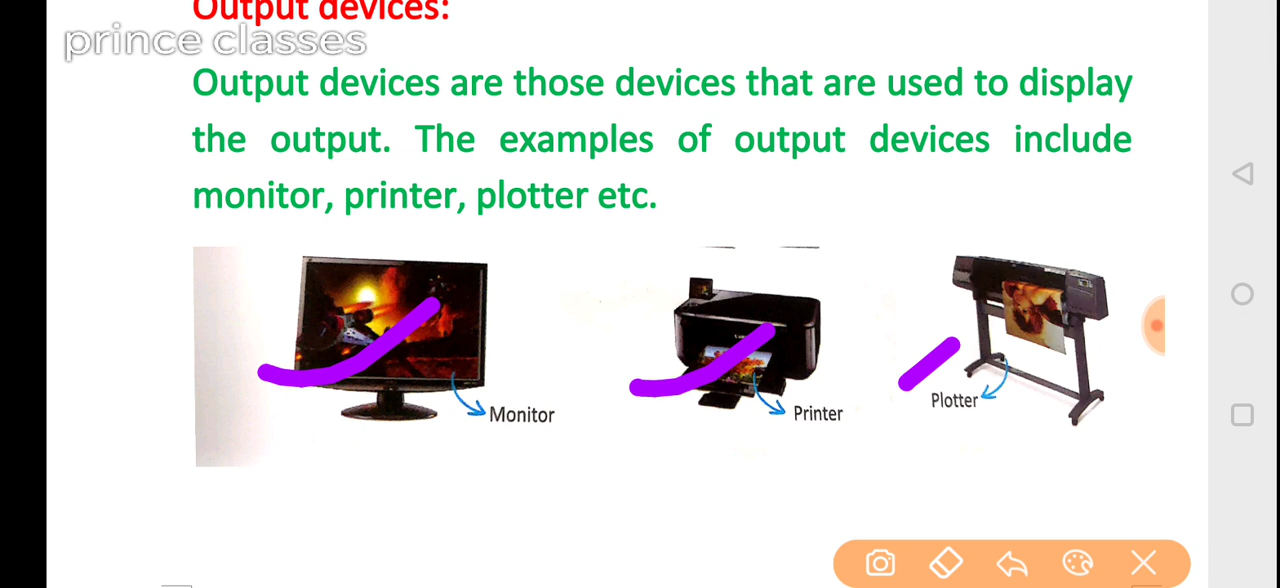 Output devices:
prince classes
Output devices are those devices that are used to display
the output. The examples of output devices include
monitor, printer, plotter etc.
Monitor
Printer
Plotter